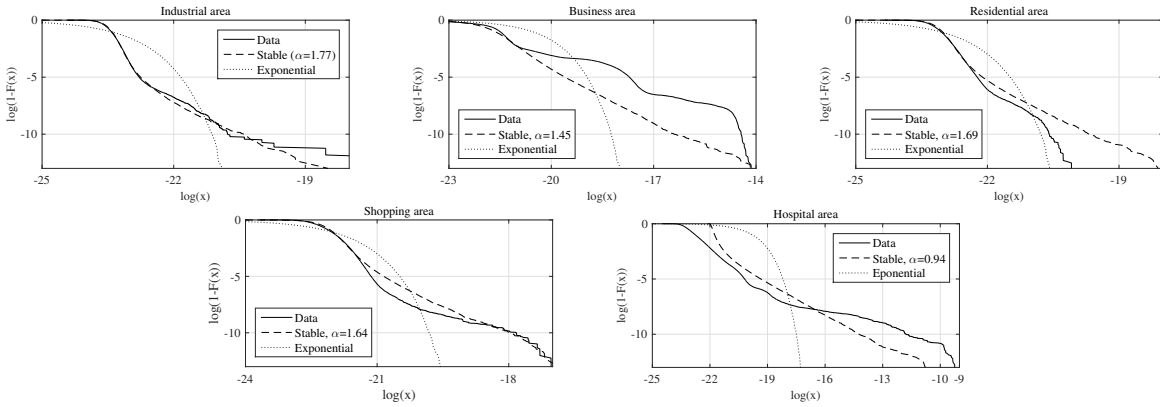 Industrial area
0
-5
-10
-25
-22
-19
log(1-F(x))
log(x)
Data
Stable (α=1.77)
Exponential
Business area
0
-5
-10
-23
-20
-17
-14
log(1-F(x))
log(x)
Data
Stable, α=1.45
Exponential
Residential area
0
-5
-10
-25
-22
log(1-F(x))
log(x)
Data
Stable, α=1.69
Exponential
Shopping area
0
-5
-10
-24
-21
-18
log(1-F(x))
log(x)
Data
Stable, α=1.64
Exponential
Hospital area
0
-5
-10
-25
-22
-19
-16
-13
-10
-9
log(1-F(x))
log(x)
Data
Stable, α=0.94
Eponential